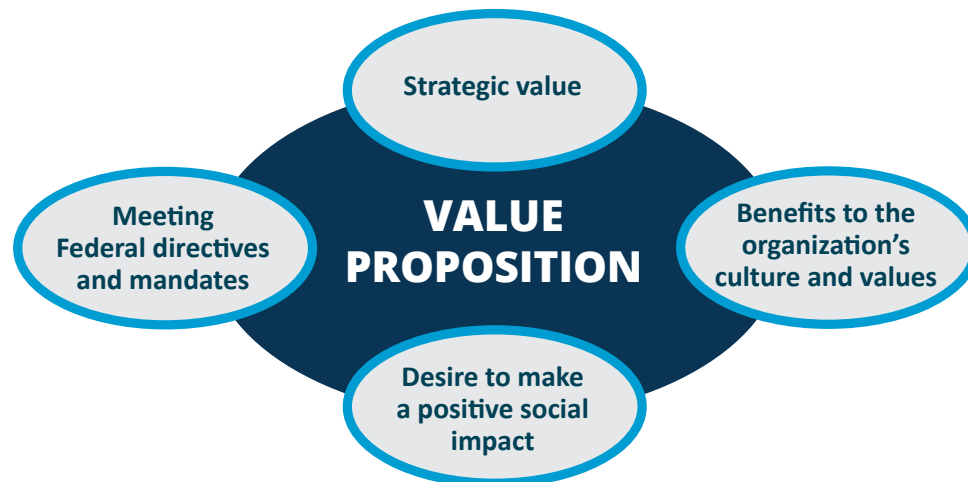 Strategic value
Meeting
Federal directives
and mandates
VALUE
PROPOSITION
Benefits to the
organization’s
culture and values
Desire to make
a positive social
impact